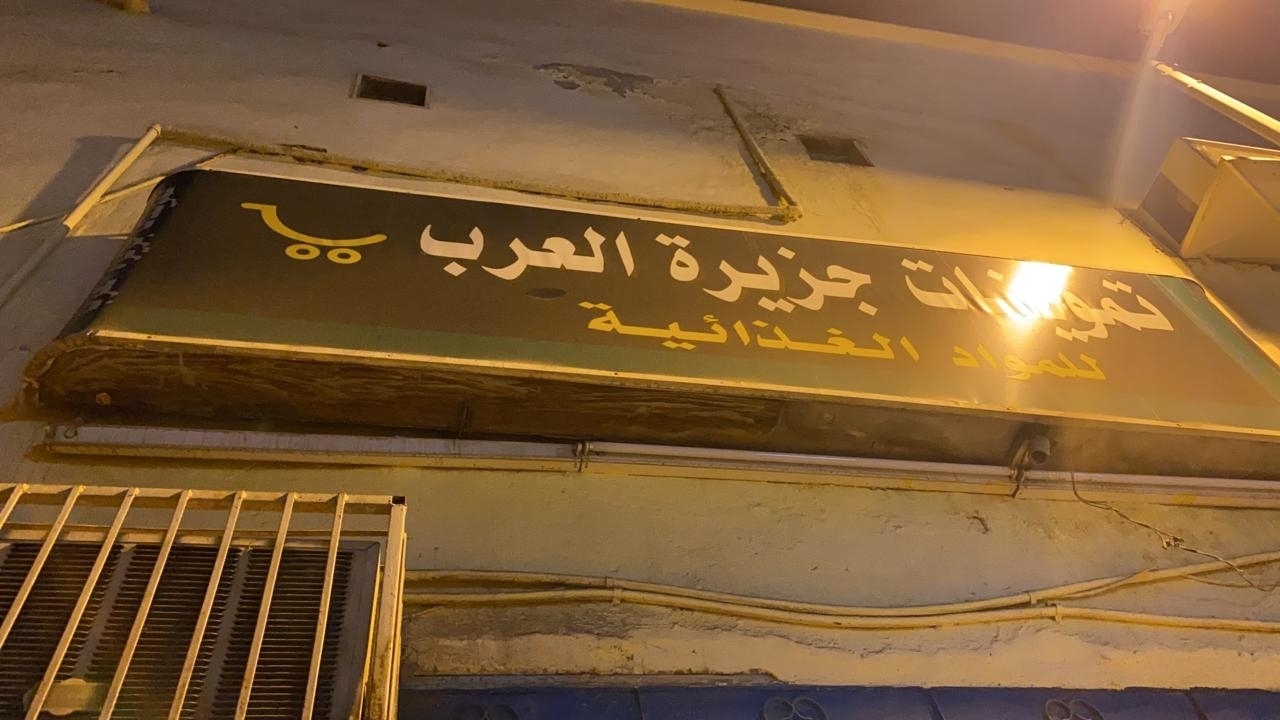 تموينات جزيرة العرب
للمواد الغذائية